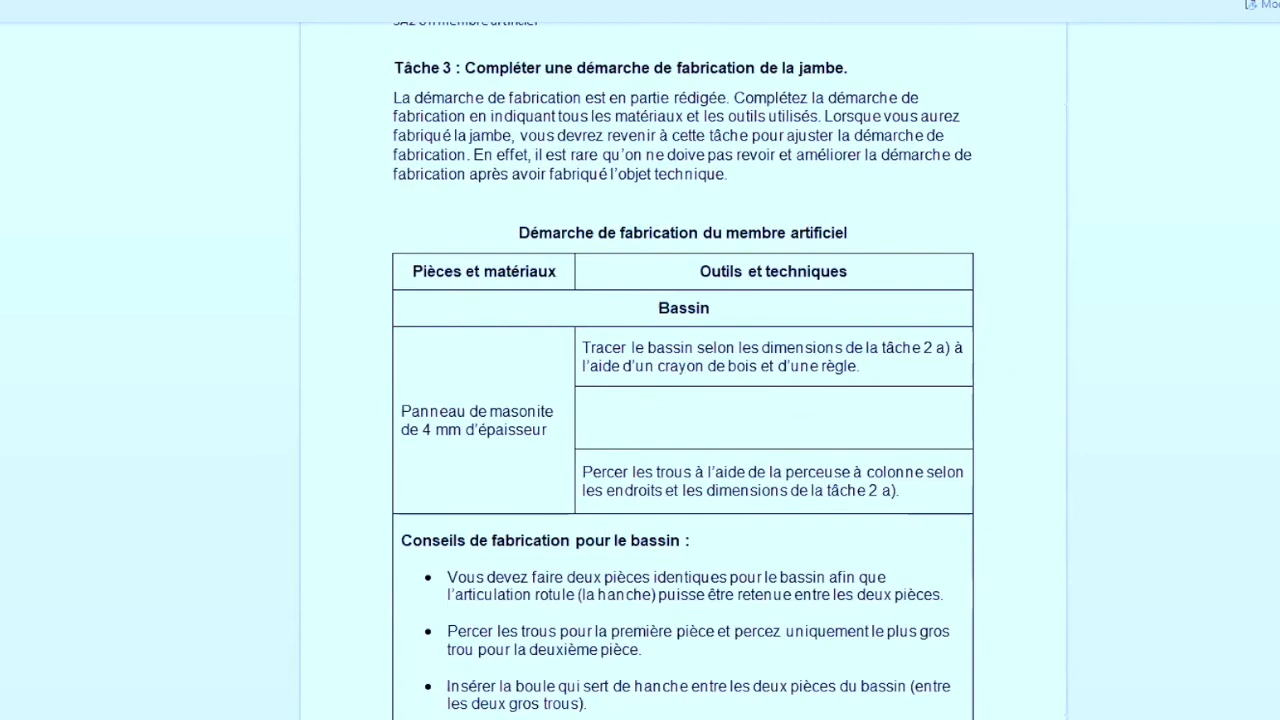 Tâche 3 : Compléter une démarche de fabrication de la jambe.
La démarche de fabrication est en partie rédigée. Complétez la démarche de
fabrication en indiquant tous les matériaux et les outils utilisés. Lorsque vous aurez
fabriqué la jambe, vous devrez revenir à cette tâche pour ajuster la démarche de
fabrication. En effet, il est rare qu’on ne doive pas revoir et améliorer la démarche de
fabrication après avoir fabriqué l’objet technique.
Démarche de fabrication du membre artificiel
Pièces et matériaux
Outils et techniques
Bassin
Panneau de masonite
de 4 mm d’épaisseur
Tracer le bassin selon les dimensions de la tâche 2 a) à
l’aide d’un crayon de bois et d’une règle.
Percer les trous à l’aide de la perceuse à colonne selon
les endroits et les dimensions de la tâche 2 a).
Conseils de fabrication pour le bassin :
• Vous devez faire deux pièces identiques pour le bassin afin que
l’articulation rotule (la hanche) puisse être retenue entre les deux pièces.
• Percer les trous pour la première pièce et percez uniquement le plus gros
trou pour la deuxième pièce.
• Insérer la boule qui sert de hanche entre les deux pièces du bassin (entre
les deux gros trous).